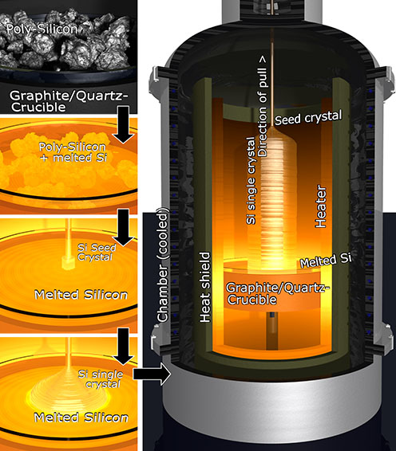 Poly-Silicon
Graphite/Quartz-
Crucible
Poly-Silicon
+ melted Si
Si Seed
Crystal
Melted Silicon
Si single
crystal
Melted Silicon
Direction of pull >
Seed crystal
Si single crystal
Heater
Chamber (cooled)
Heat shield
Melted Si
Graphite/Quartz-
Crucible